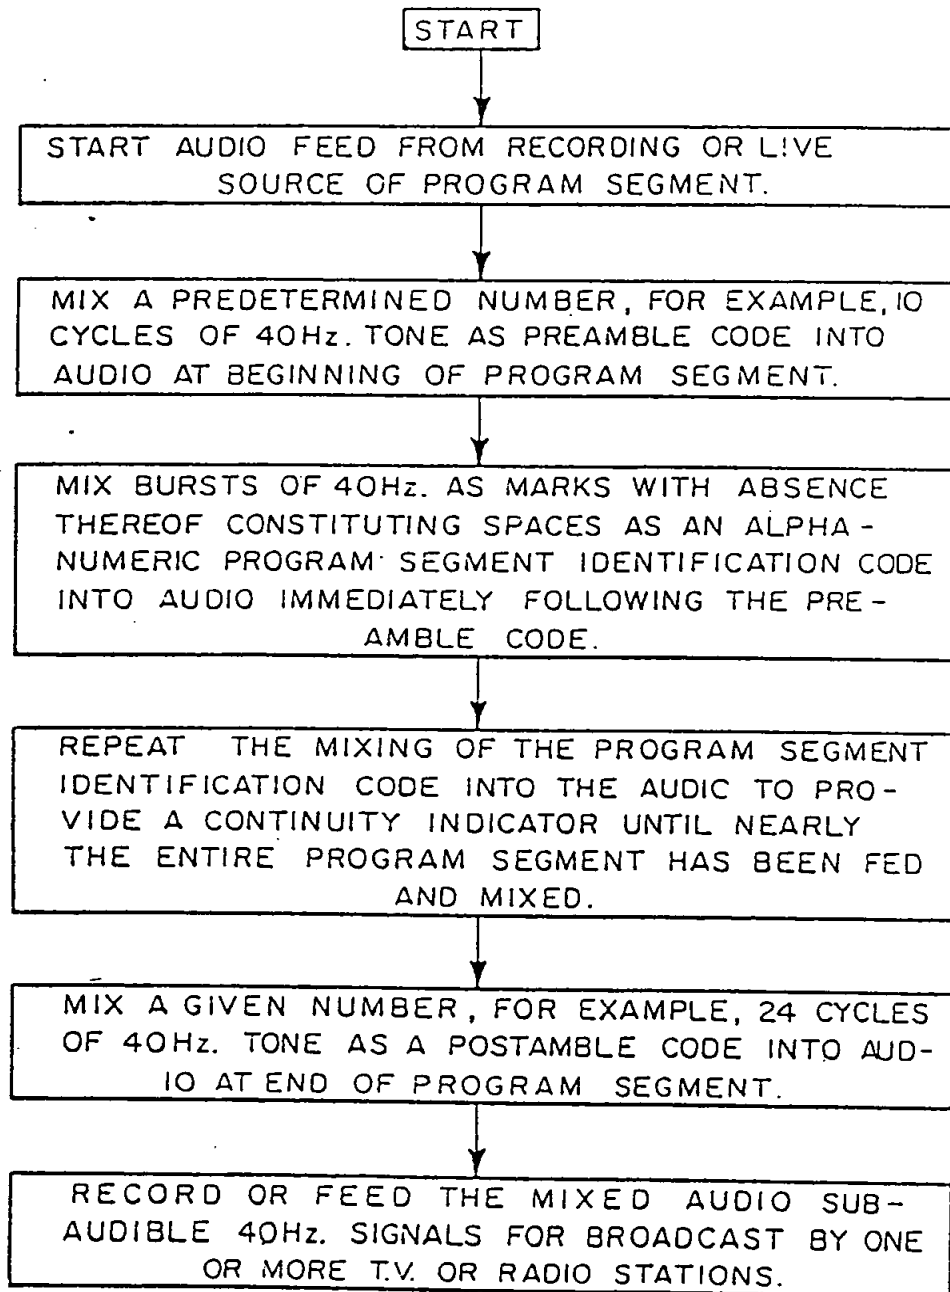 START
START AUDIO FEED FROM RECORDING OR L!VE
SOURCE OF PROGRAM SEGMENT.
MIX A PREDETERMINED NUMBER, FOR EXAMPLE, 10
CYCLES OF 40Hz. TONE AS PREAMBLE CODE INTO
AUDIO AT BEGINNING OF PROGRAM SEGMENT.
MIX BURSTS OF 40Hz. AS MARKS WITH ABSENCE
THEREOF CONSTITUTING SPACES AS AN ALPHA-
NUMERIC PROGRAM SEGMENT IDENTIFICATION CODE
INTO AUDIO IMMEDIATELY FOLLOWING THE PRE-
AMBLE CODE.
REPEAT THE MIXING OF THE PROGRAM SEGMENT
IDENTIFICATION CODE INTO THE AUDIC TO PRO-
VIDE A CONTINUITY INDICATOR UNTIL NEARLY
THE ENTIRE PROGRAM SEGMENT HAS BEEN FED
AND MIXED.
MIX A GIVEN NUMBER, FOR EXAMPLE, 24 CYCLES
OF 40Hz. TONE AS A POSTAMBLE CODE INTO AUD-
IO AT END OF PROGRAM SEGMENT.
RECORD OR FEED THE MIXED AUDIO SUB-
AUDIBLE 40Hz. SIGNALS FOR BROADCAST BY ONE
OR MORE T.V. OR RADIO STATIONS.